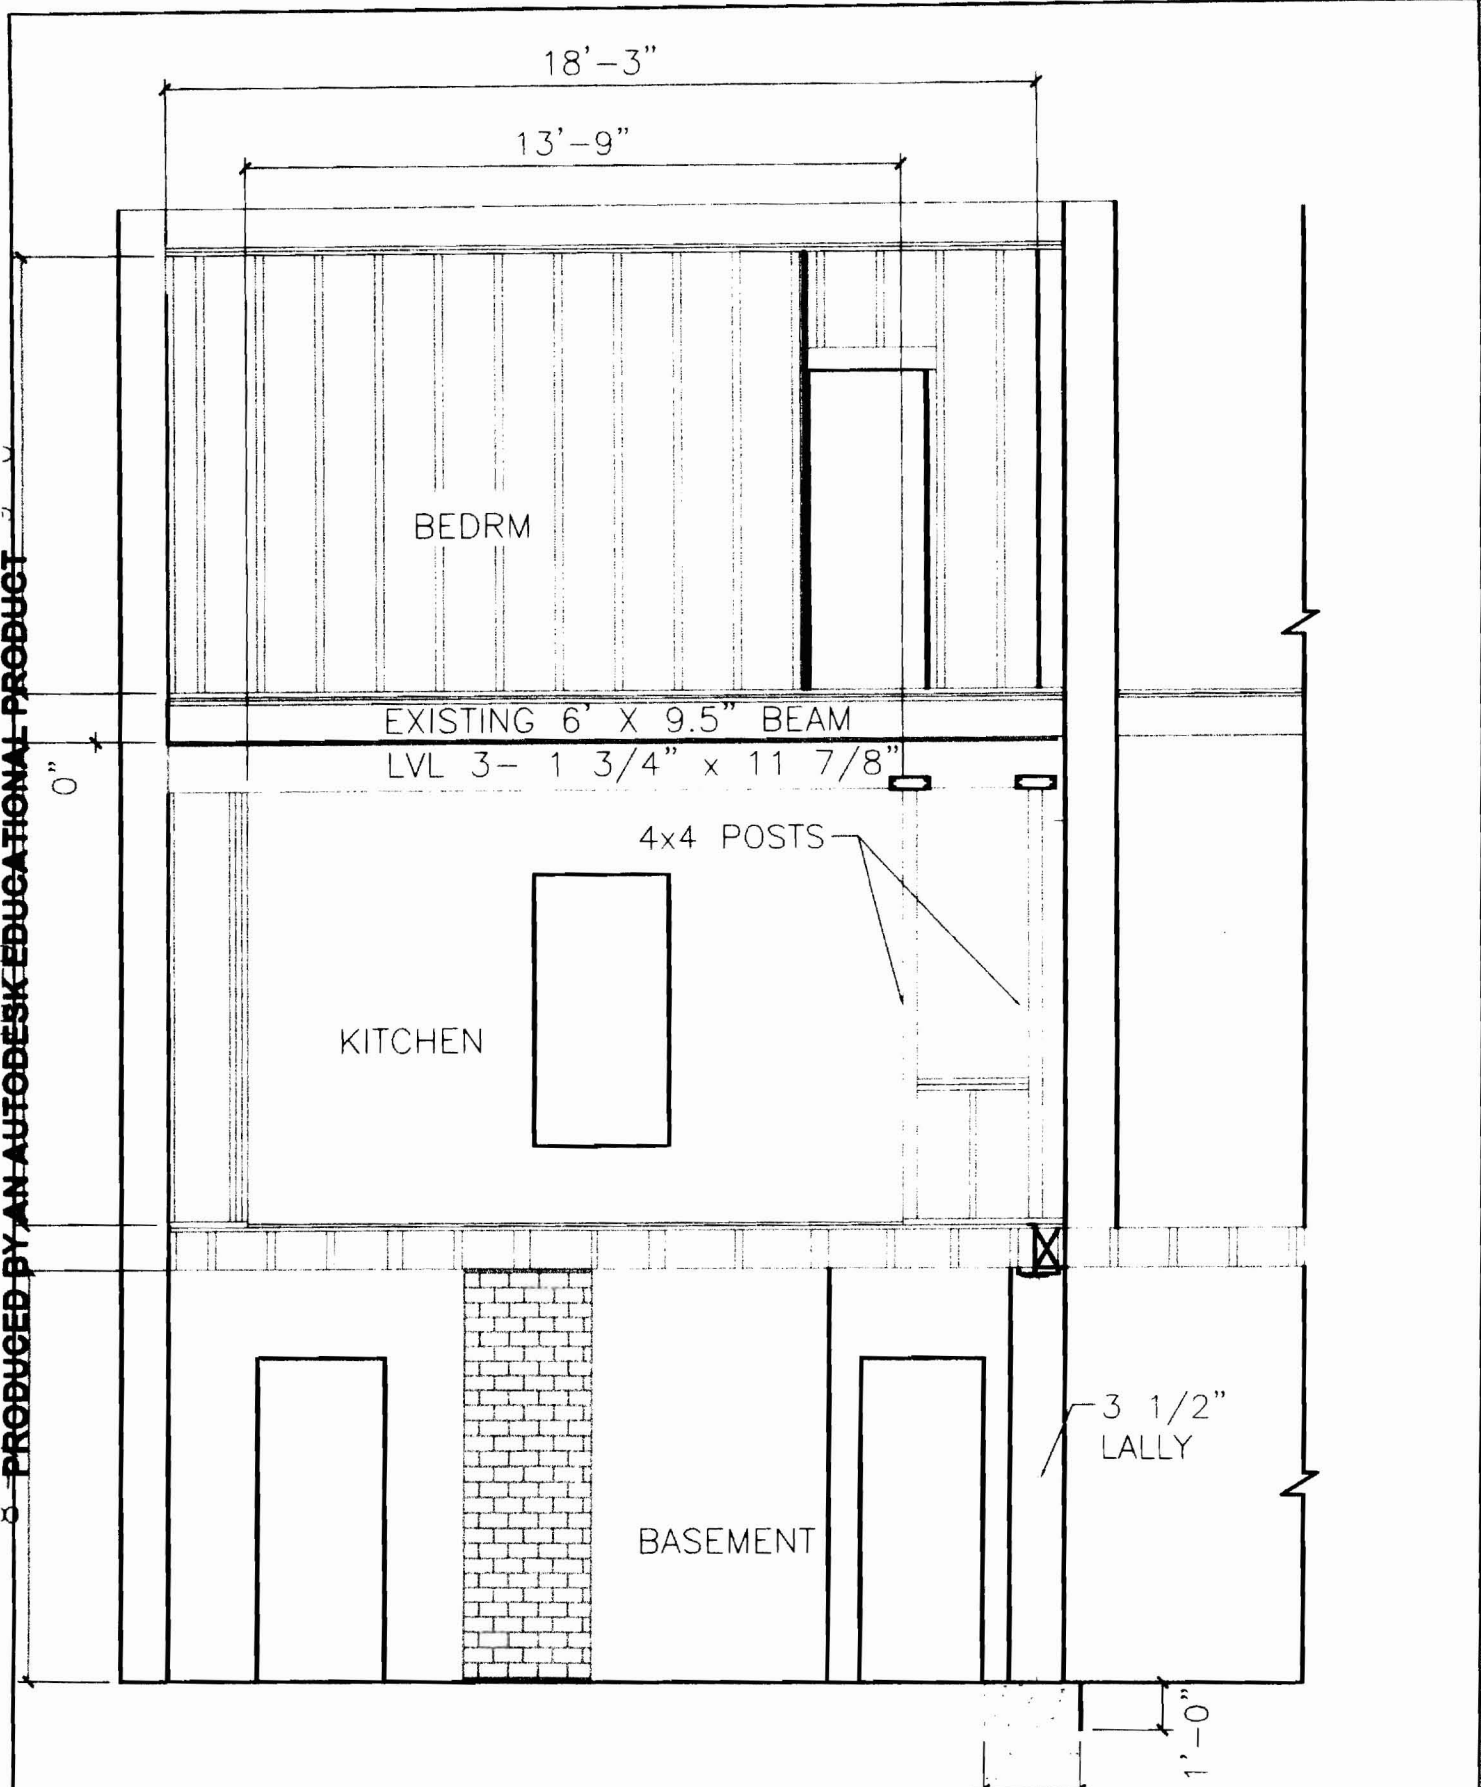 18'-3"
13'-9"
BEDRM
EXISTING 6' X 9.5" BEAM
LVL 3- 1 3/4" x 11 7/8"
0"
4x4 POSTS
KITCHEN
3 1/2"
LALLY
BASEMENT
1'-0"
PRODUCED BY AN AUTODESK EDUCATIONAL PRODUCT